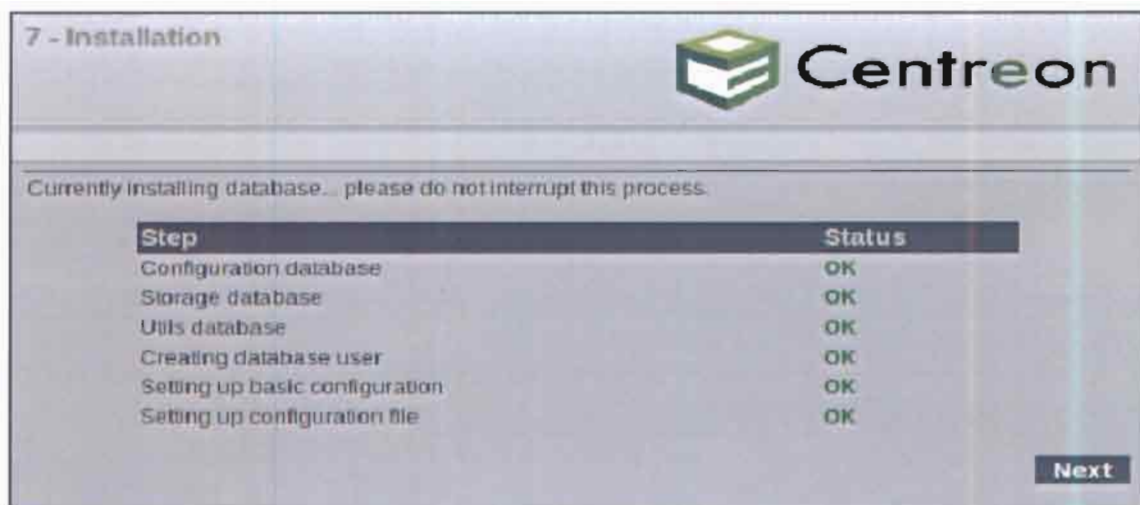 7 - Installation
Centreon
Currently installing database... please do not interrupt this process.
Step Status
Configuration database OK
Storage database OK
Utils database OK
Creating database user OK
Setting up basic configuration OK
Setting up configuration file OK
Next